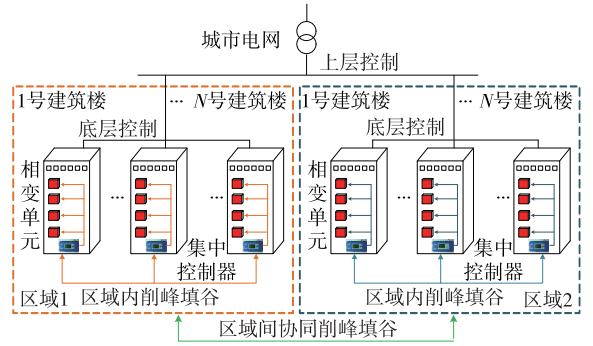 城市电网
上层控制
1号建筑楼 ··· N号建筑楼
底层控制
相变单元
···
···
集中控制器
区域内削峰填谷
区域1
1号建筑楼 ··· N号建筑楼
底层控制
相变单元
···
···
集中控制器
区域内削峰填谷
区域2
区域间协同削峰填谷